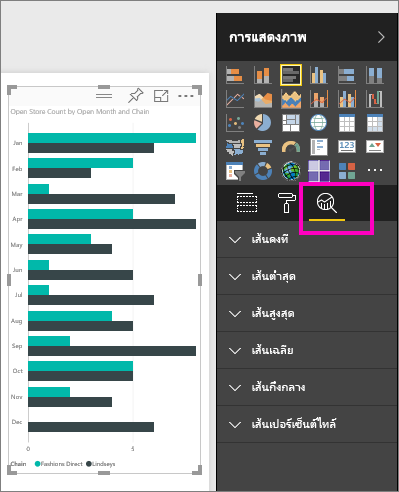 การแสดงภาพ
Open Store Count by Open Month and Chain
Jan
Feb
Mar
Apr
May
Jun
Jul
Aug
Sep
Oct
Nov
Dec
0
5
Chain
Fashions Direct
Lindseys
123
เส้นคงที่
เส้นต่ำสุด
เส้นสูงสุด
เส้นเฉลี่ย
เส้นกึ่งกลาง
เส้นเปอร์เซ็นต์ไทล์